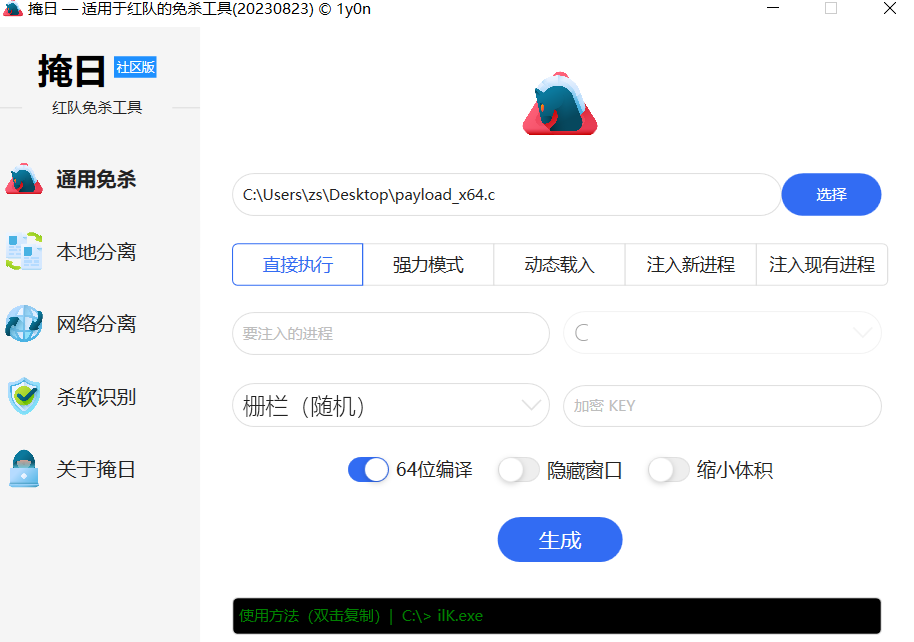 掩日 — 适用于红队的免杀工具(20230823) © 1y0n
掩日 社区版
红队免杀工具
通用免杀
本地分离
网络分离
杀软识别
关于掩日
C:\Users\zs\Desktop\payload_x64.c 选择
直接执行 强力模式 动态载入 注入新进程 注入现有进程
要注入的进程 C
栅栏（随机） 加密 KEY
64位编译 隐藏窗口 缩小体积
生成
使用方法（双击复制）| C:\> ilK.exe